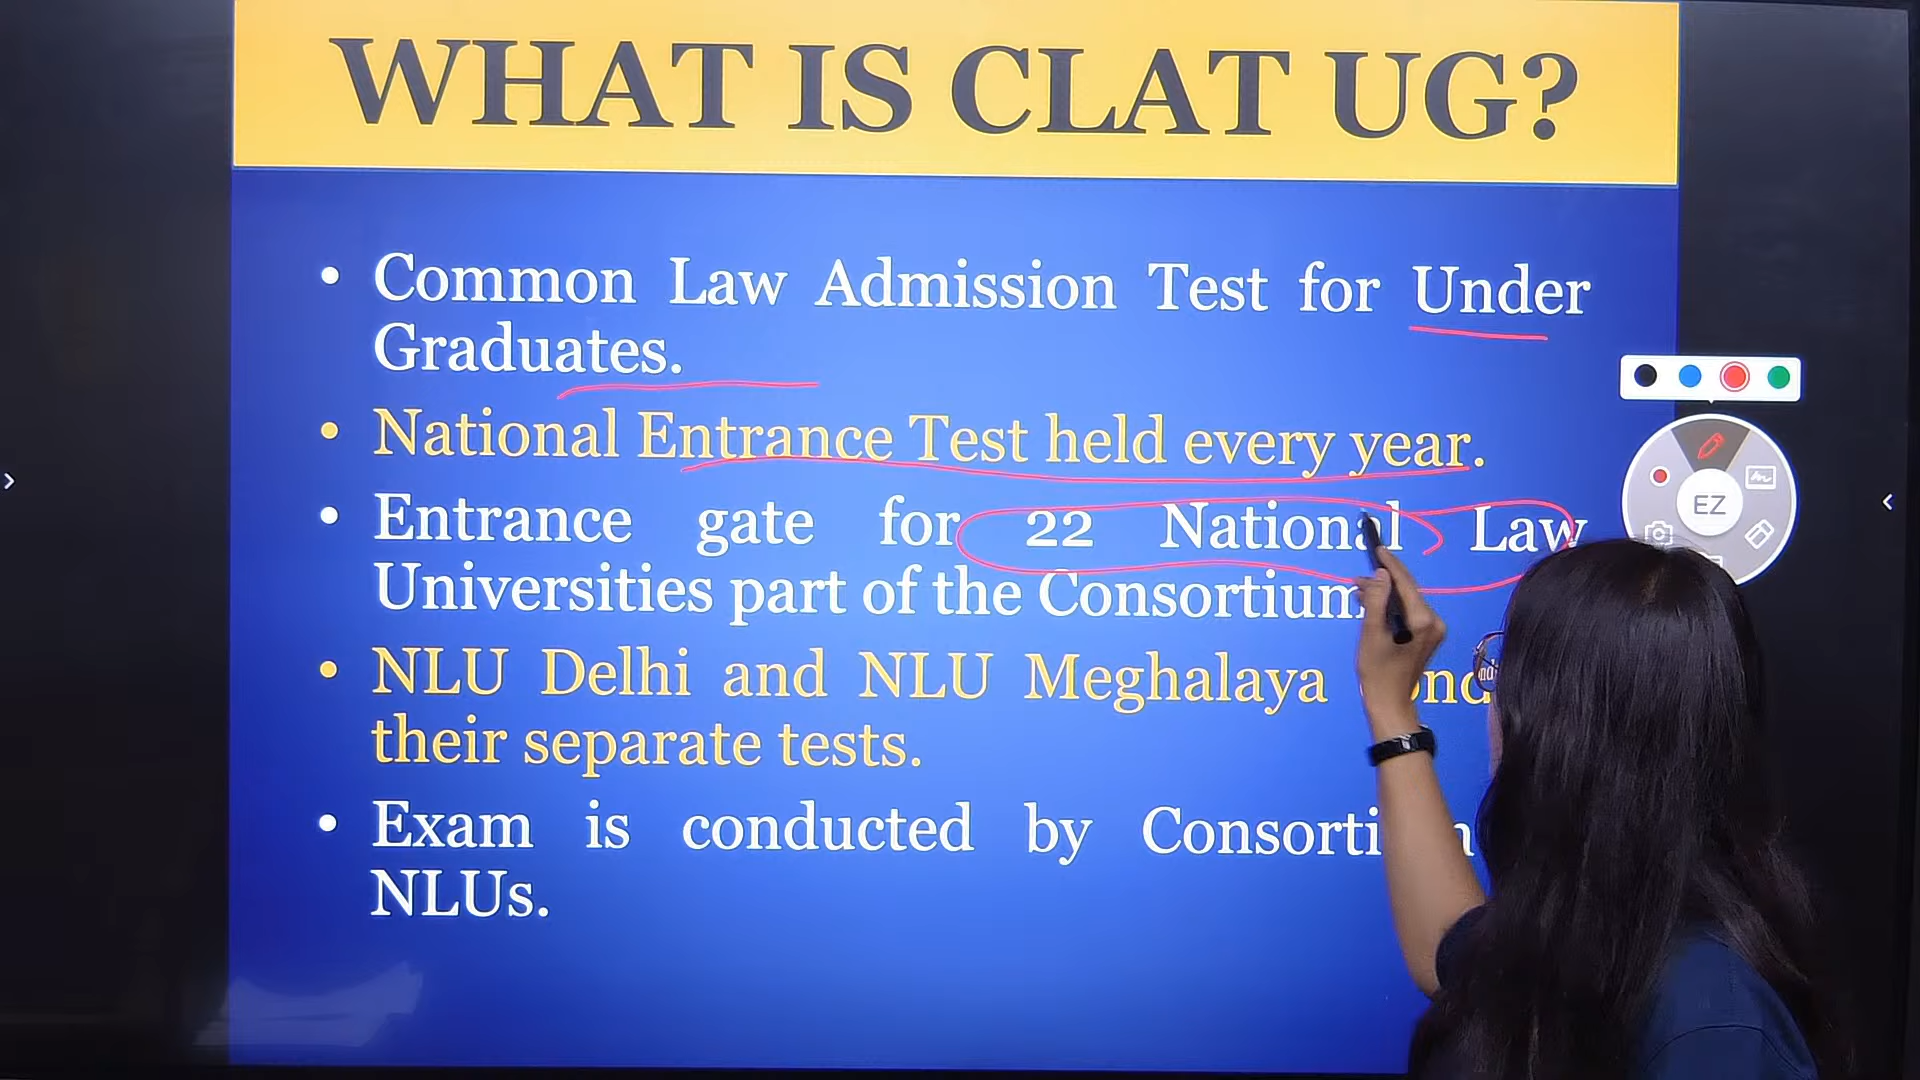 WHAT IS CLAT UG?
• Common Law Admission Test for Under
Graduates.
• National Entrance Test held every year.
• Entrance gate for 22 National Law
Universities part of the Consortium
• NLU Delhi and NLU Meghalaya
their separate tests.
• Exam is conducted by
NLUs.
EZ